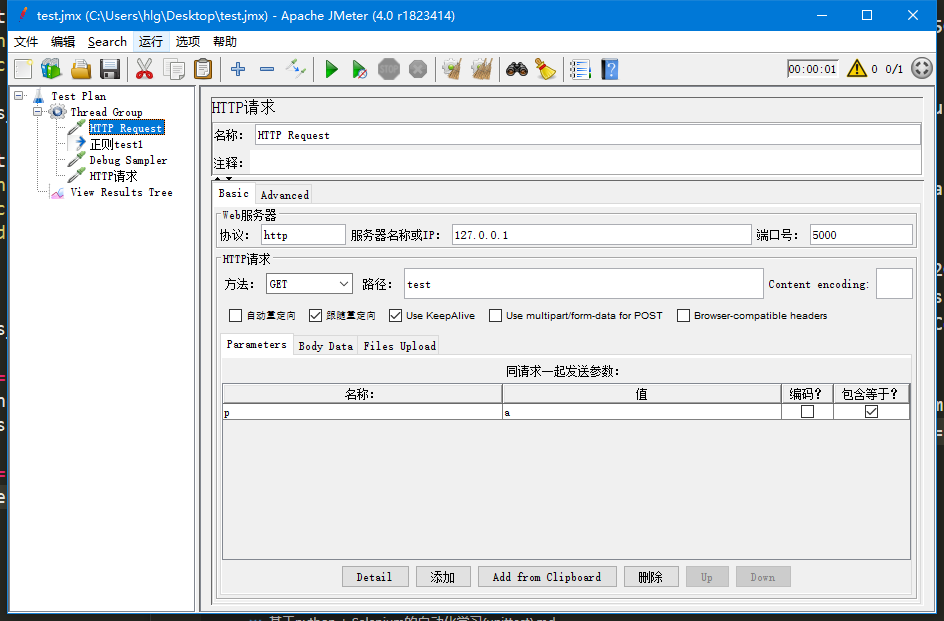 test.jmx (C:\Users\hlg\Desktop\test.jmx) - Apache JMeter (4.0 r1823414)
文件 编辑 Search 运行 选项 帮助
STOP 00:00:01 0 0/1
Test Plan
Thread Group
HTTP Request
正则test1
Debug Sampler
HTTP请求
View Results Tree
HTTP请求
名称: HTTP Request
注释:
Basic Advanced
Web服务器
协议: http 服务器名称或IP: 127.0.0.1 端口号: 5000
HTTP请求
方法: GET 路径: test Content encoding:
自动重定向 跟随重定向 Use KeepAlive Use multipart/form-data for POST Browser-compatible headers
Parameters Body Data Files Upload
同请求一起发送参数:
名称: 值 编码? 包含等于?
p a
Detail 添加 Add from Clipboard 删除 Up Down